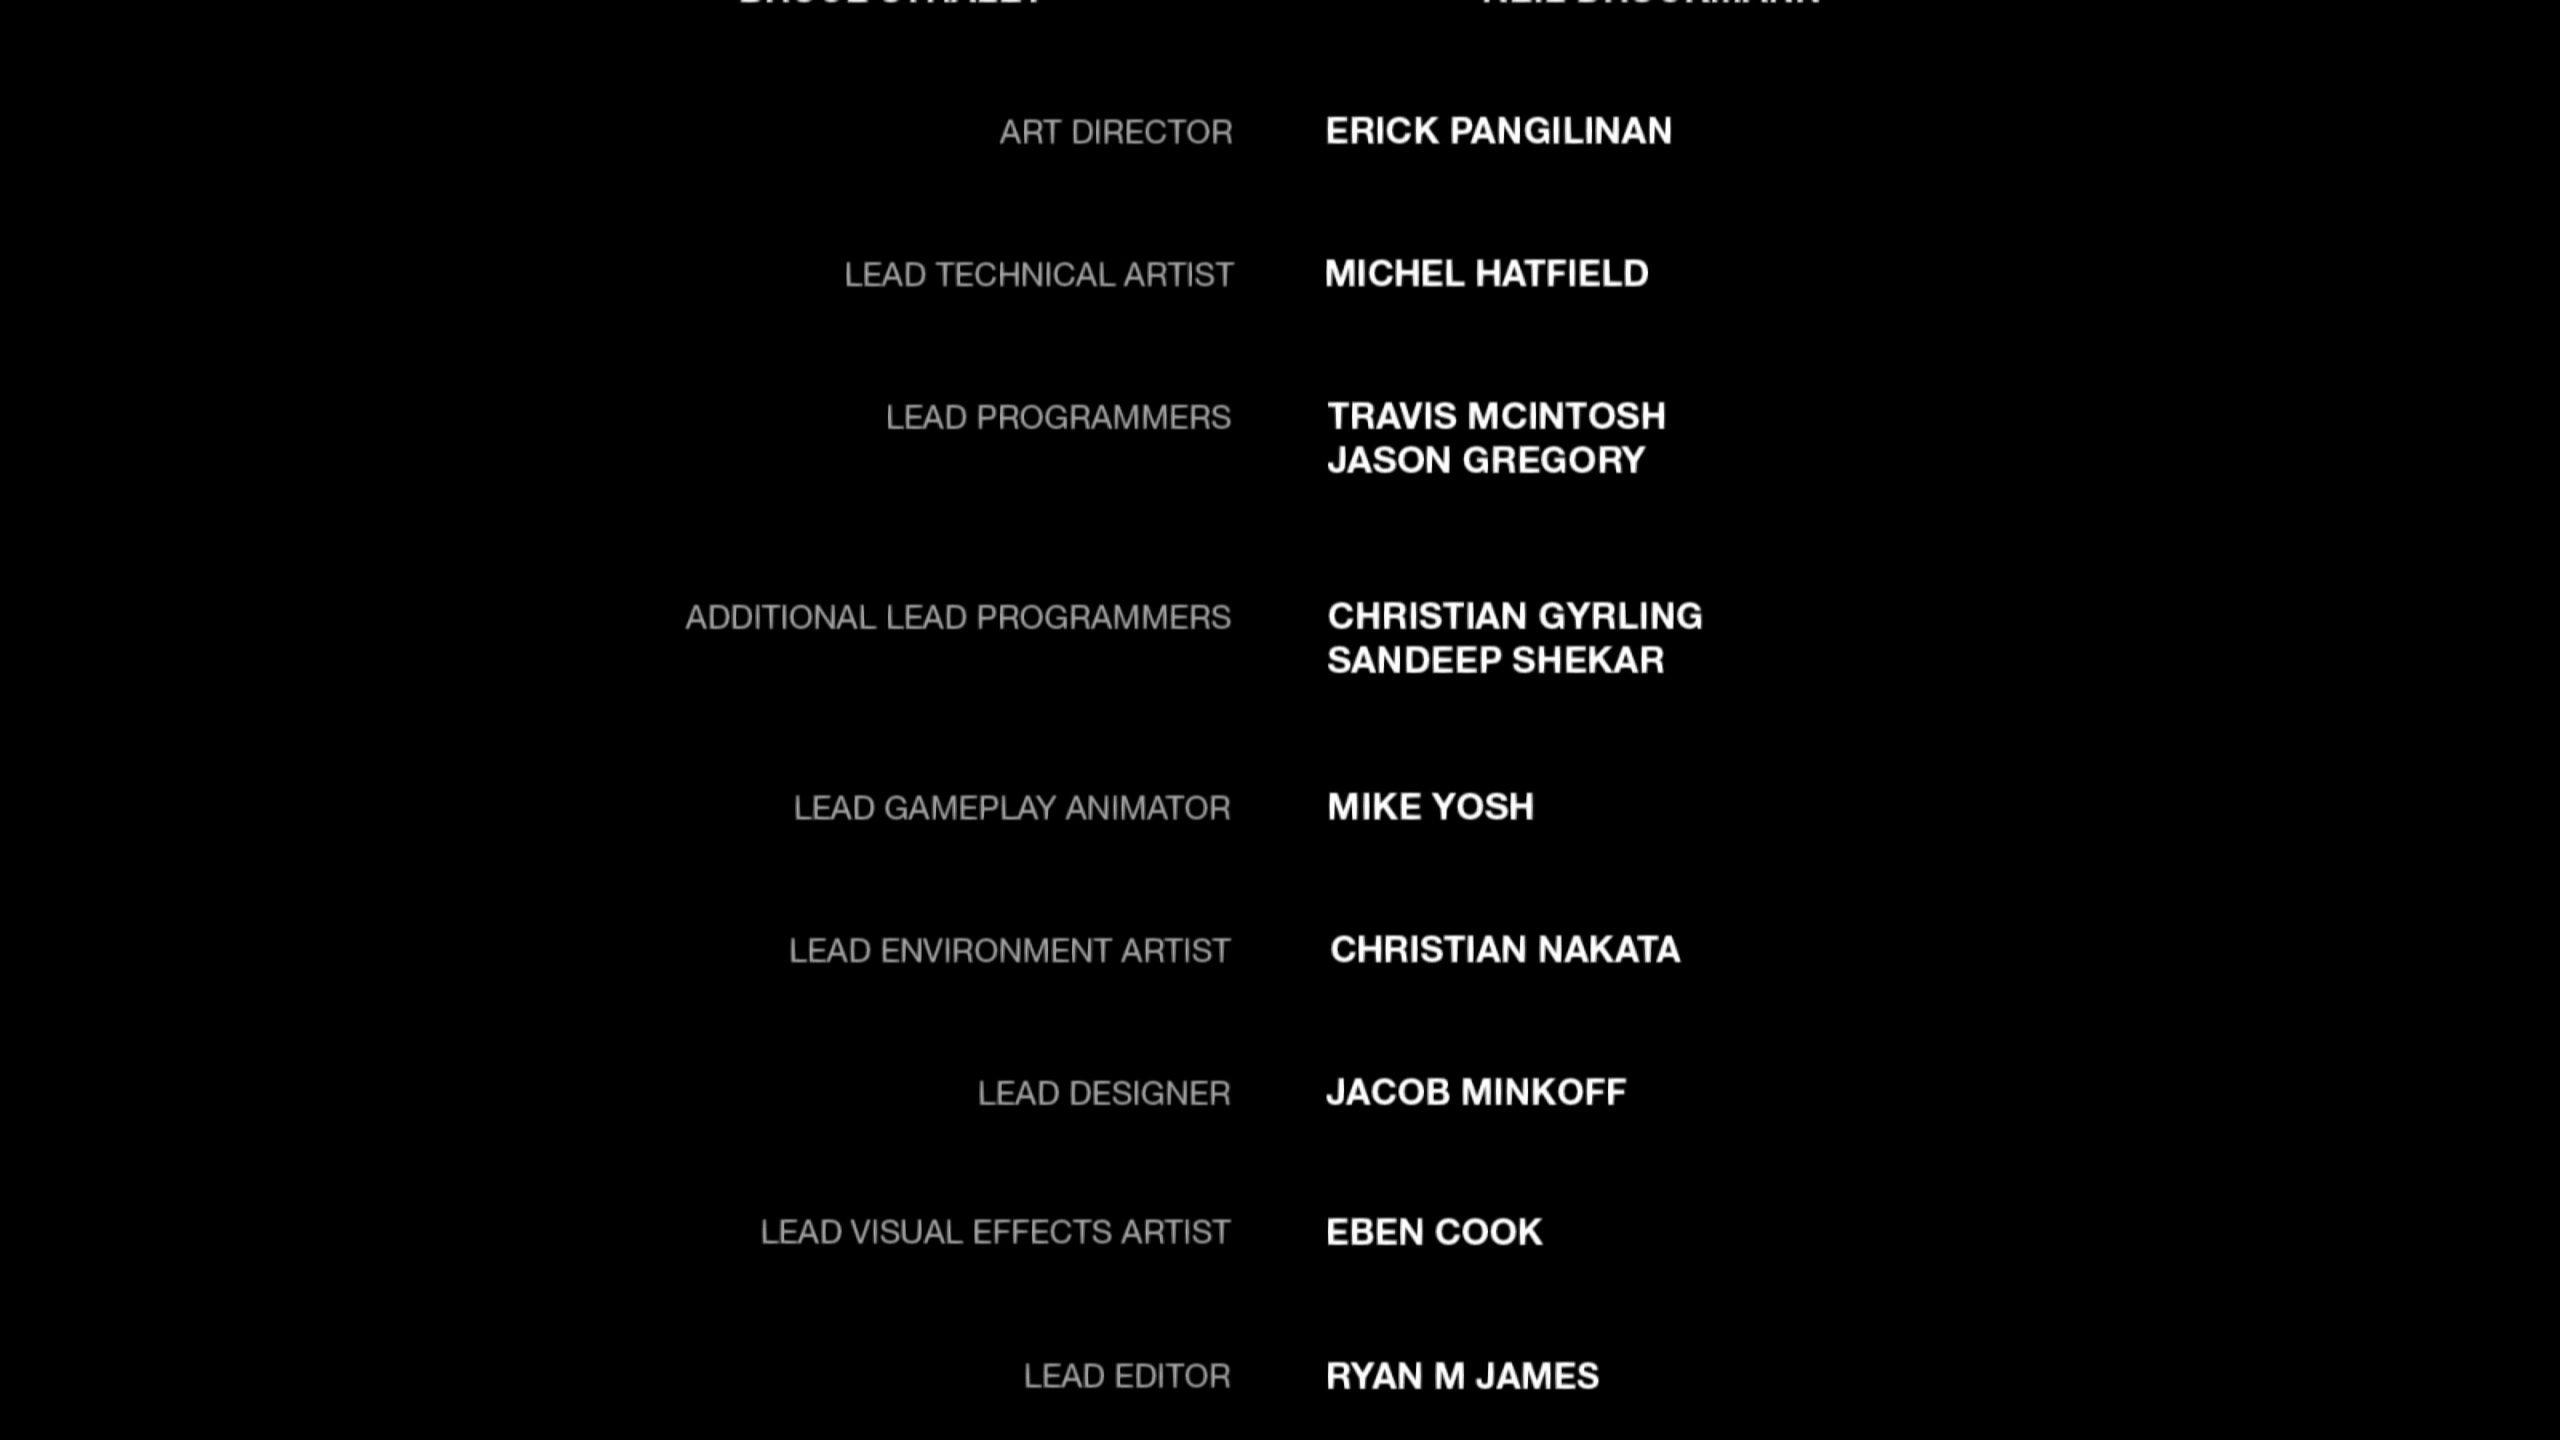 ART DIRECTOR ERICK PANGILINAN
LEAD TECHNICAL ARTIST MICHEL HATFIELD
LEAD PROGRAMMERS TRAVIS MCINTOSH
JASON GREGORY
ADDITIONAL LEAD PROGRAMMERS CHRISTIAN GYRLING
SANDEEP SHEKAR
LEAD GAMEPLAY ANIMATOR MIKE YOSH
LEAD ENVIRONMENT ARTIST CHRISTIAN NAKATA
LEAD DESIGNER JACOB MINKOFF
LEAD VISUAL EFFECTS ARTIST EBEN COOK
LEAD EDITOR RYAN M JAMES